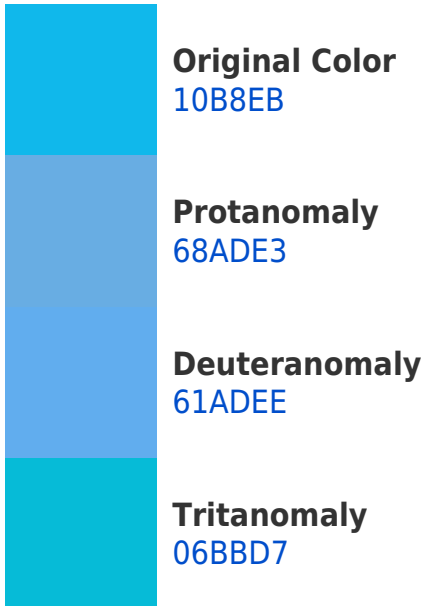 Original Color
10B8EB
Protanomaly
68ADE3
Deuteranomaly
61ADEE
Tritanomaly
06BBD7